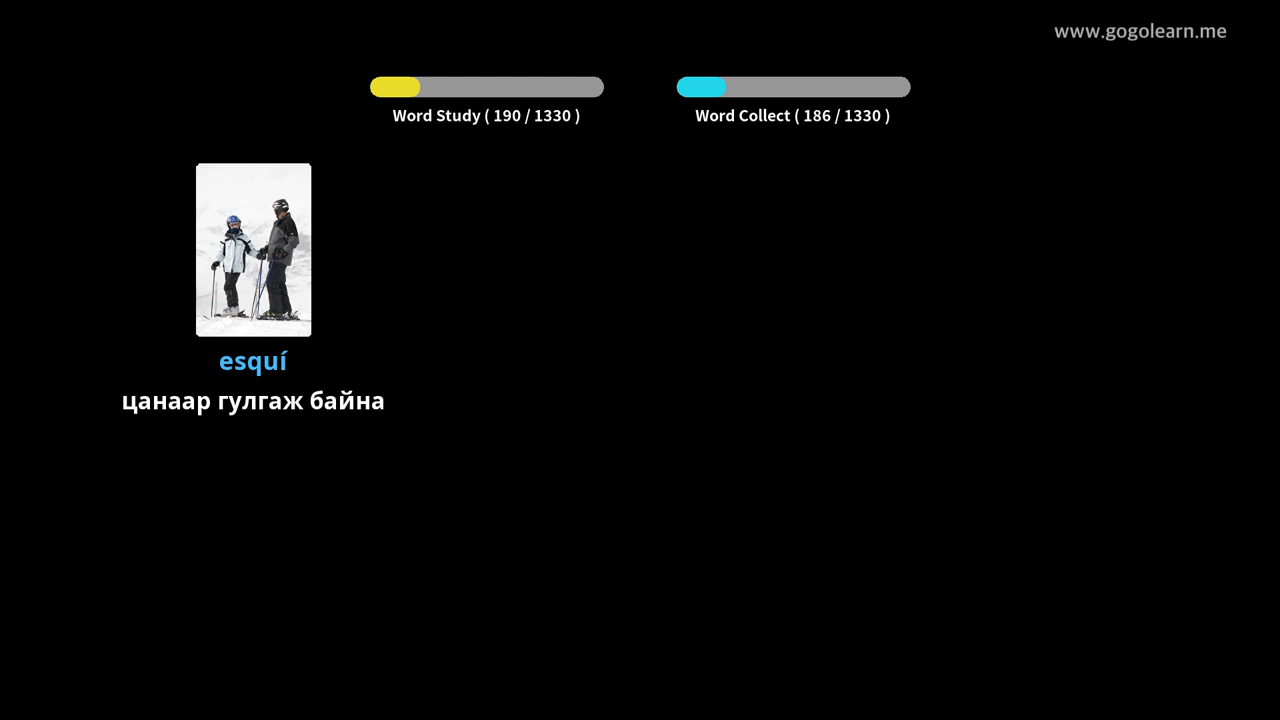 www.gogolearn.me
Word Study ( 190 / 1330 )
Word Collect ( 186 / 1330 )
esquí
цанаар гулгаж байна